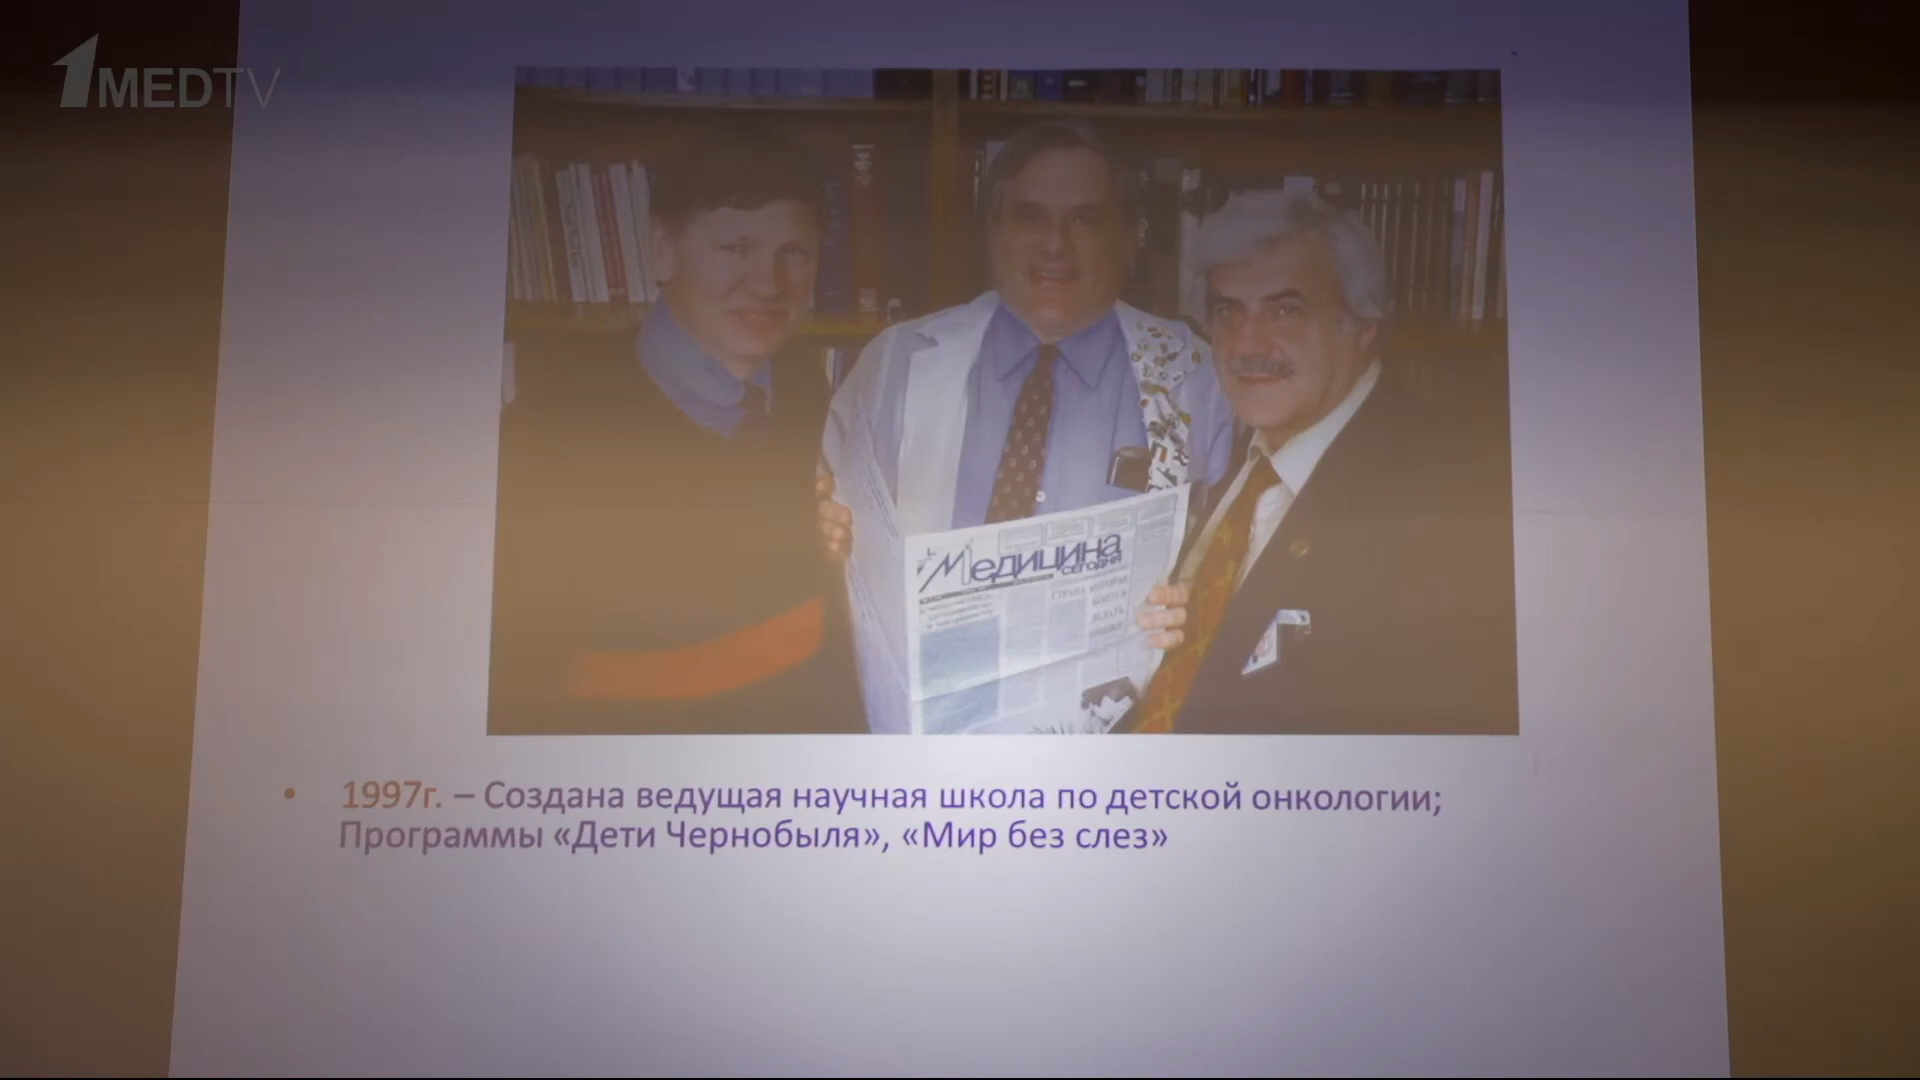 1MEDTV
Медицина
сегодня
• 1997г. – Создана ведущая научная школа по детской онкологии;
Программы «Дети Чернобыля», «Мир без слез»